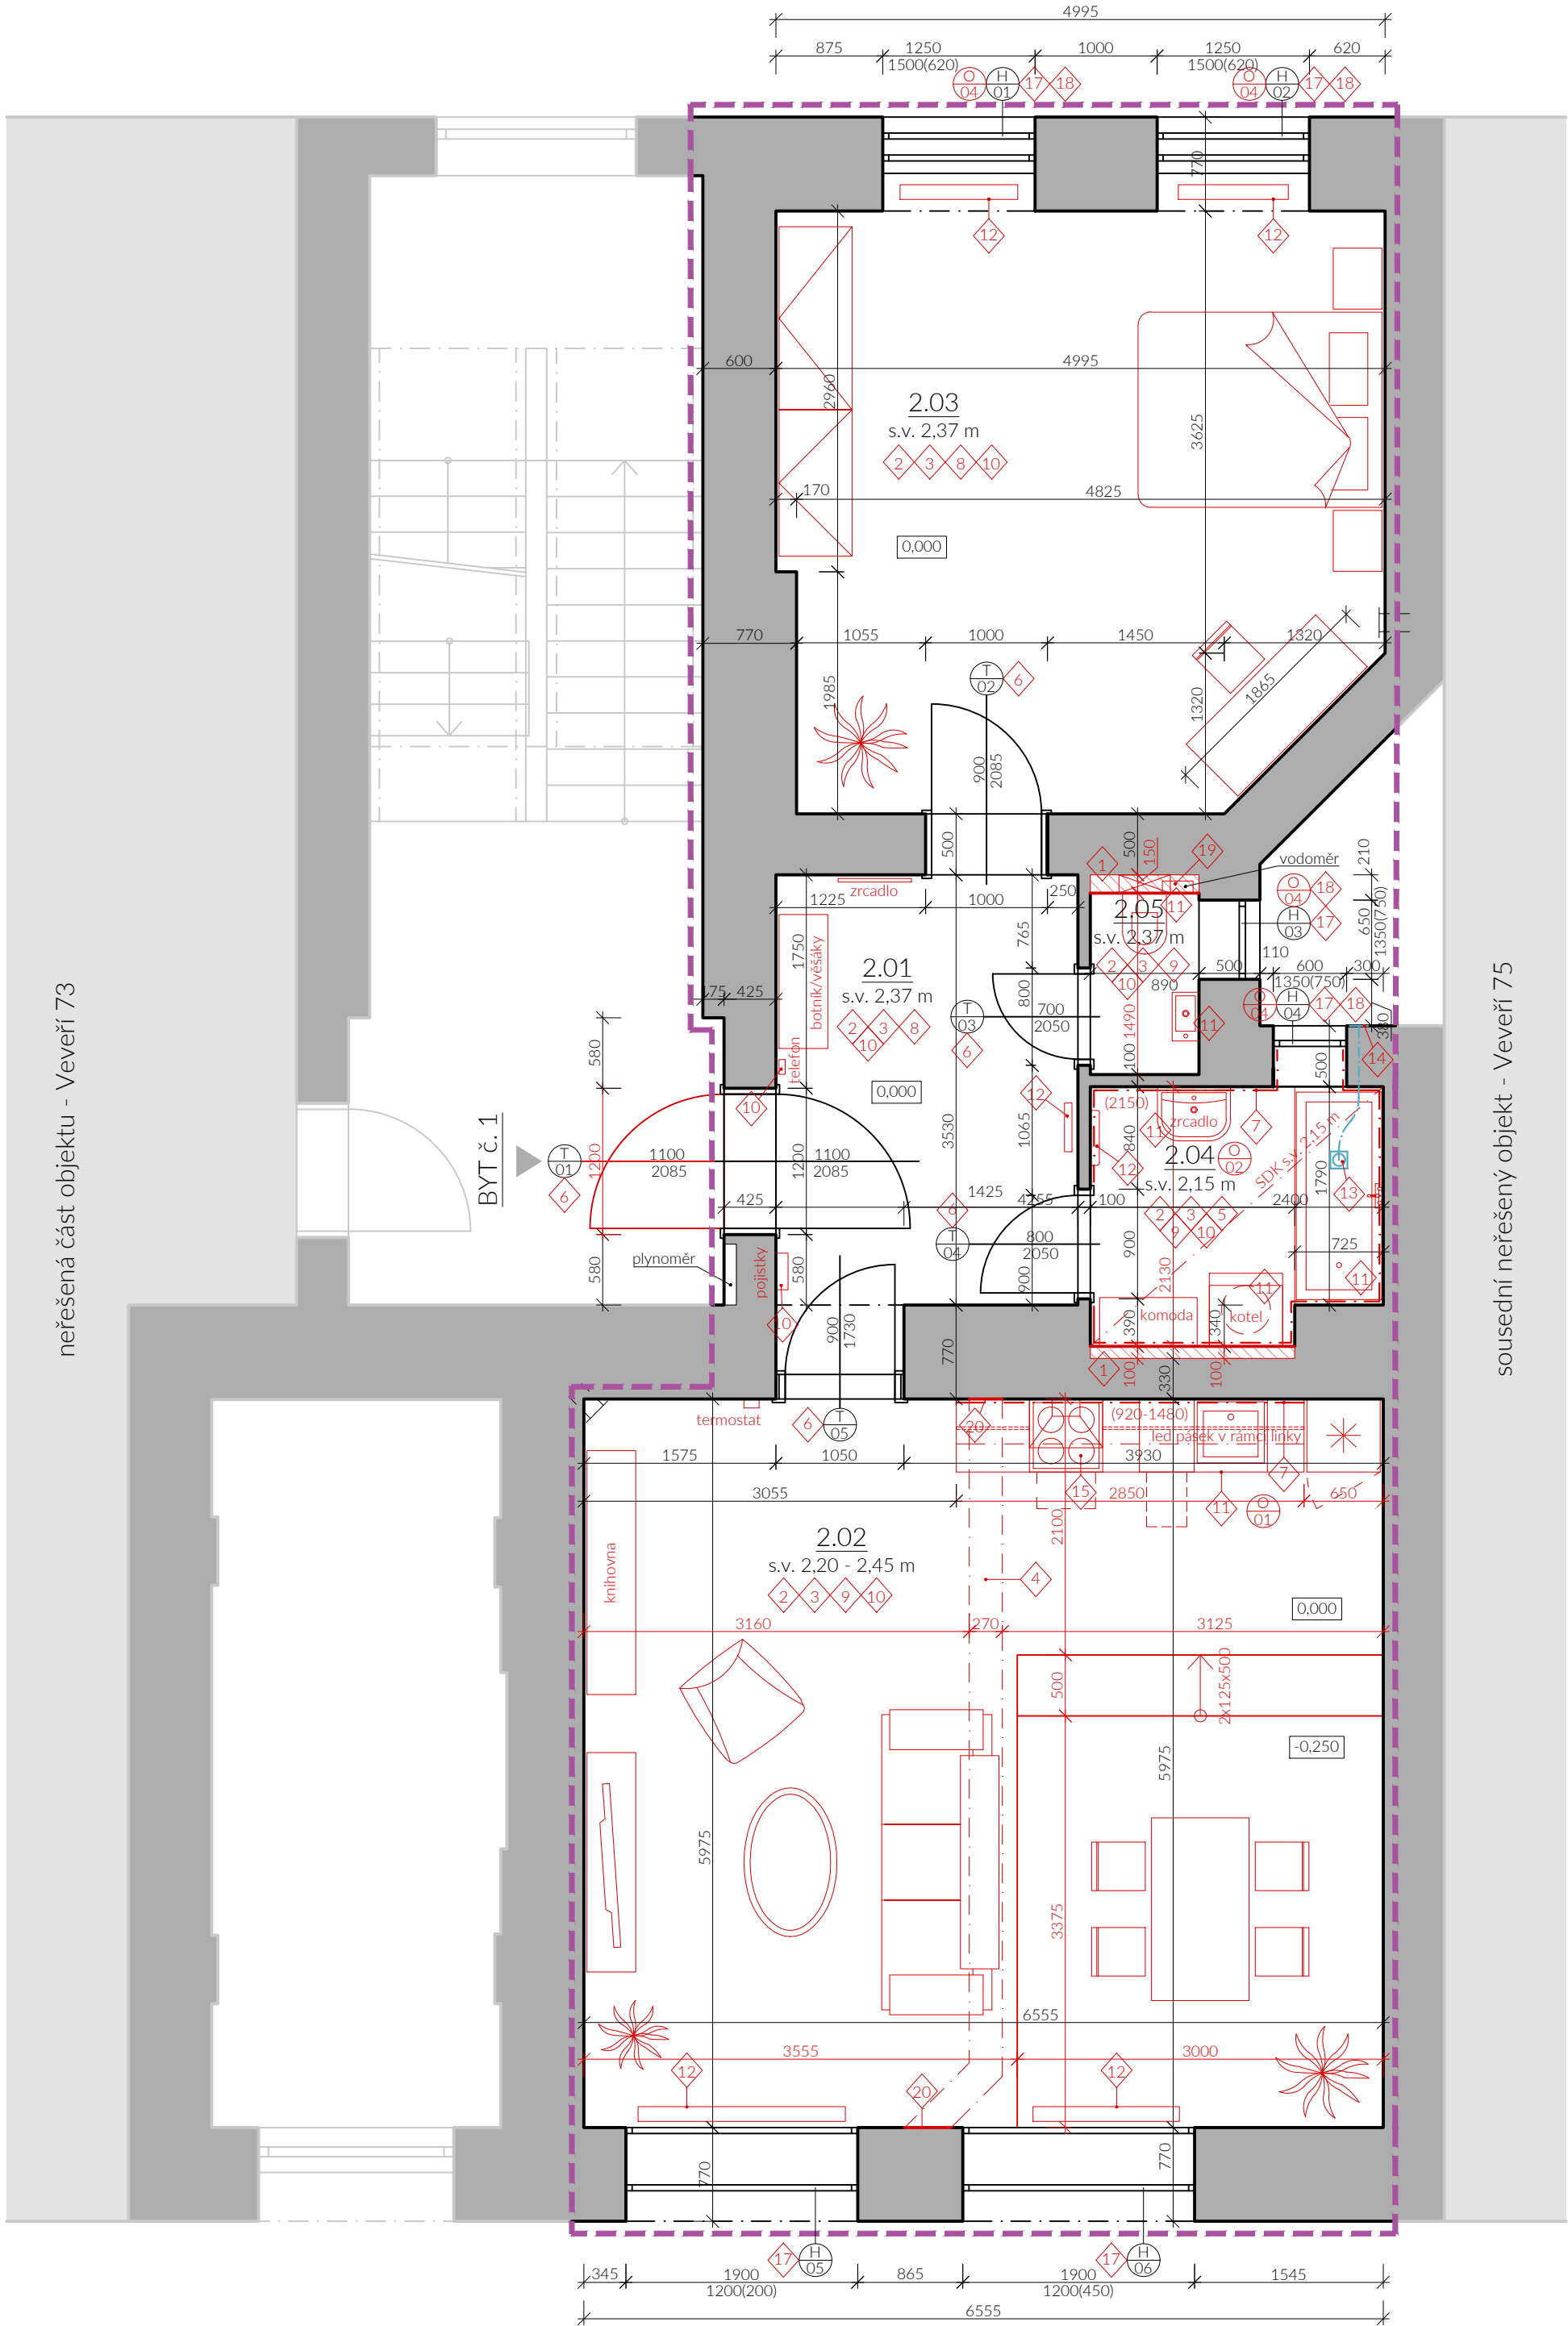 4995
875 1250 1000 1250 620
1500(620) 1500(620)
O 04 H 01 17 18 O 04 H 02 17 18
770
12 12
600 4995
2960
2.03
s.v. 2,37 m
3625
2 3 8 10
170 4825
0,000
770 1055 1000 1450 1320
T 02 6
1865
1985
1320
900
2085
500 500 150 19 210
1 vodoměr
zrcadlo
O 04 18
11
250
1225 1000
2.05
H 03 17
650
1350(750)
765
s.v. 2,37 m
110
1750
botník/věšáky
2.01
s.v. 2,37 m
2 3 9
10
890 500 600 300
1350(750)
175 425
2 3 8
10
800
T 03
700
2050
6
1490
11
O 04 H 04 17 18
380
580
telefon
100
500
14
10
0,000
12
(2150)
zrcadlo
7
3530
1065
11
840
SDK s.v. 2,15 m
BYT č. 1
T 01
6
1200
1100
2085
1200
1100
2085
12
2.04
O 02
s.v. 2,15 m
1790
13
425
1425 4255 100 2400
6
2 3 5
9 10
T 04
800
2050
900
725
plynoměr
580
pojistky
580
900
2130
11
11
10
900
1730
komoda
390
340
kotel
770
1
100
330
100
termostat
6
T 05
20
(920-1480)
led pásek v rámci linky
1575 1050 3930
7
15
11
O 01
3055 2850 650
2100
2.02
s.v. 2,20 - 2,45 m
knihovna
2 3 9 10
4
0,000
3160 270 3125
500
2x125x500
-0,250
5975
5975
3375
6555
3555 3000
12 12
20
770
770
17 H 05 17 H 06
345 1900 865 1900 1545
1200(200) 1200(450)
6555
neřešená část objektu - Veveří 73
sousední neřešený objekt - Veveří 75